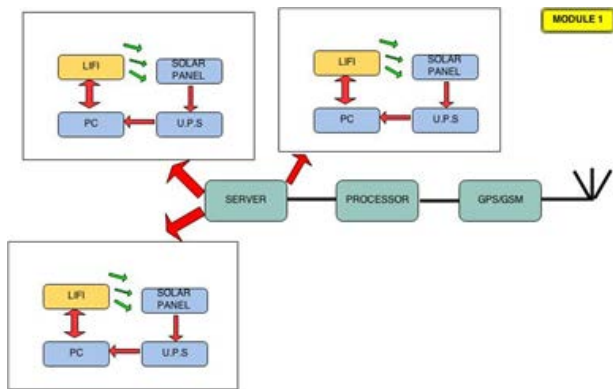 MODULE 1
LIFI
SOLAR
PANEL
PC
U.P.S
LIFI
SOLAR
PANEL
PC
U.P.S
SERVER
PROCESSOR
GPS/GSM
LIFI
SOLAR
PANEL
PC
U.P.S